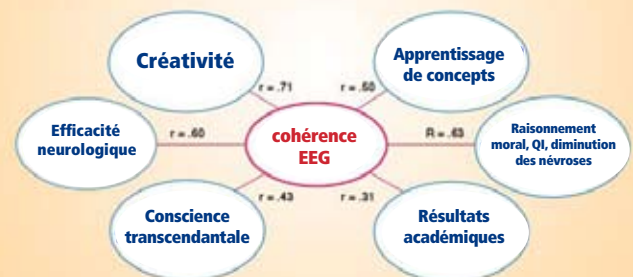 Créativité
Apprentissage
de concepts
r = .71
r = .50
Efficacité
neurologique
r = .60
cohérence
EEG
R = .63
Raisonnement
moral, QI, diminution
des névroses
r = .43
r = .31
Conscience
transcendantale
Résultats
académiques